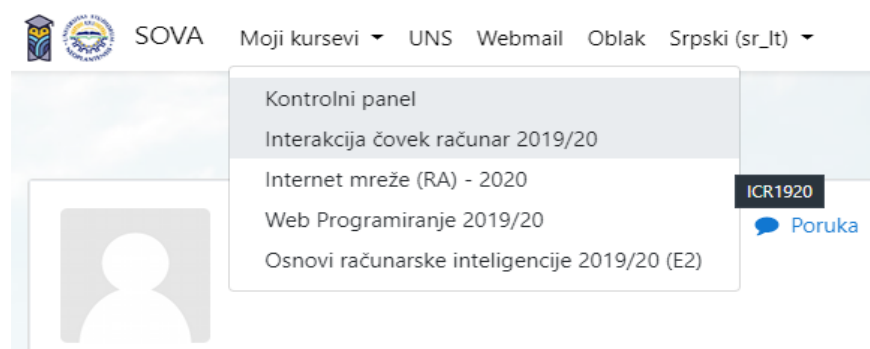 SOVA Moji kursevi UNS Webmail Oblak Srpski (sr_lt)
Kontrolni panel
Interakcija čovek računar 2019/20
Internet mreže (RA) - 2020
ICR1920
Web Programiranje 2019/20
Poruka
Osnovi računarske inteligencije 2019/20 (E2)